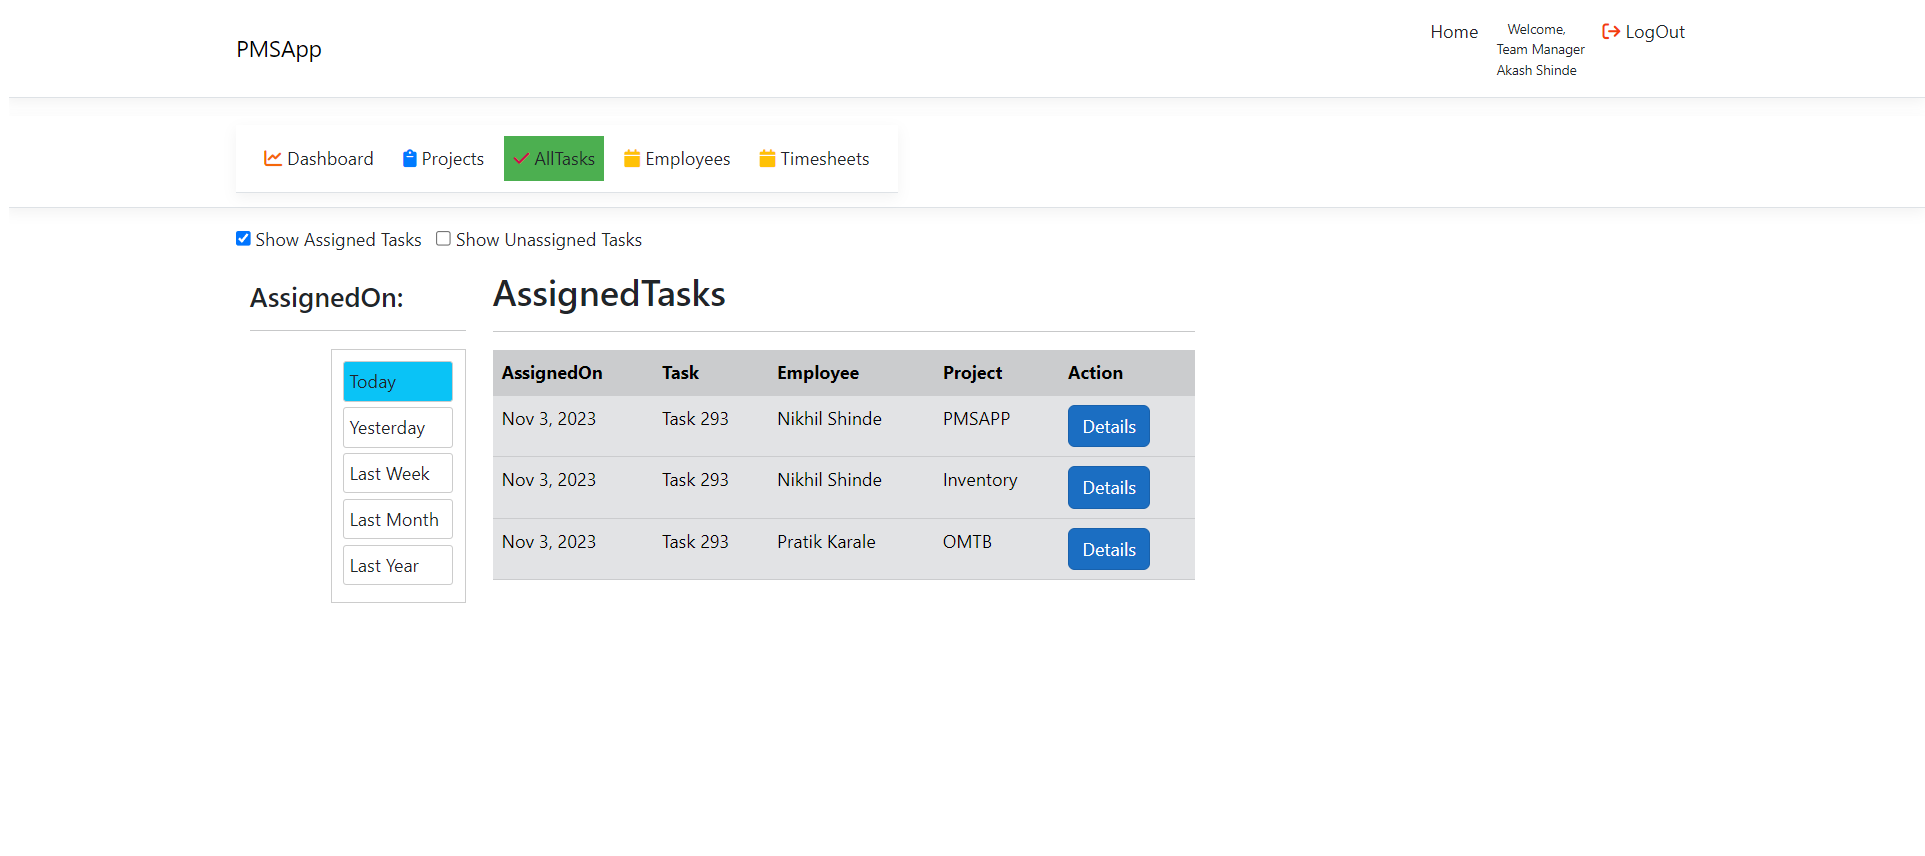 PMSApp
Home
Welcome,
Team Manager
Akash Shinde
LogOut
Dashboard
Projects
AllTasks
Employees
Timesheets
Show Assigned Tasks
Show Unassigned Tasks
AssignedOn:
Today
Yesterday
Last Week
Last Month
Last Year
AssignedTasks
AssignedOn Task Employee Project Action
Nov 3, 2023 Task 293 Nikhil Shinde PMSAPP Details
Nov 3, 2023 Task 293 Nikhil Shinde Inventory Details
Nov 3, 2023 Task 293 Pratik Karale OMTB Details